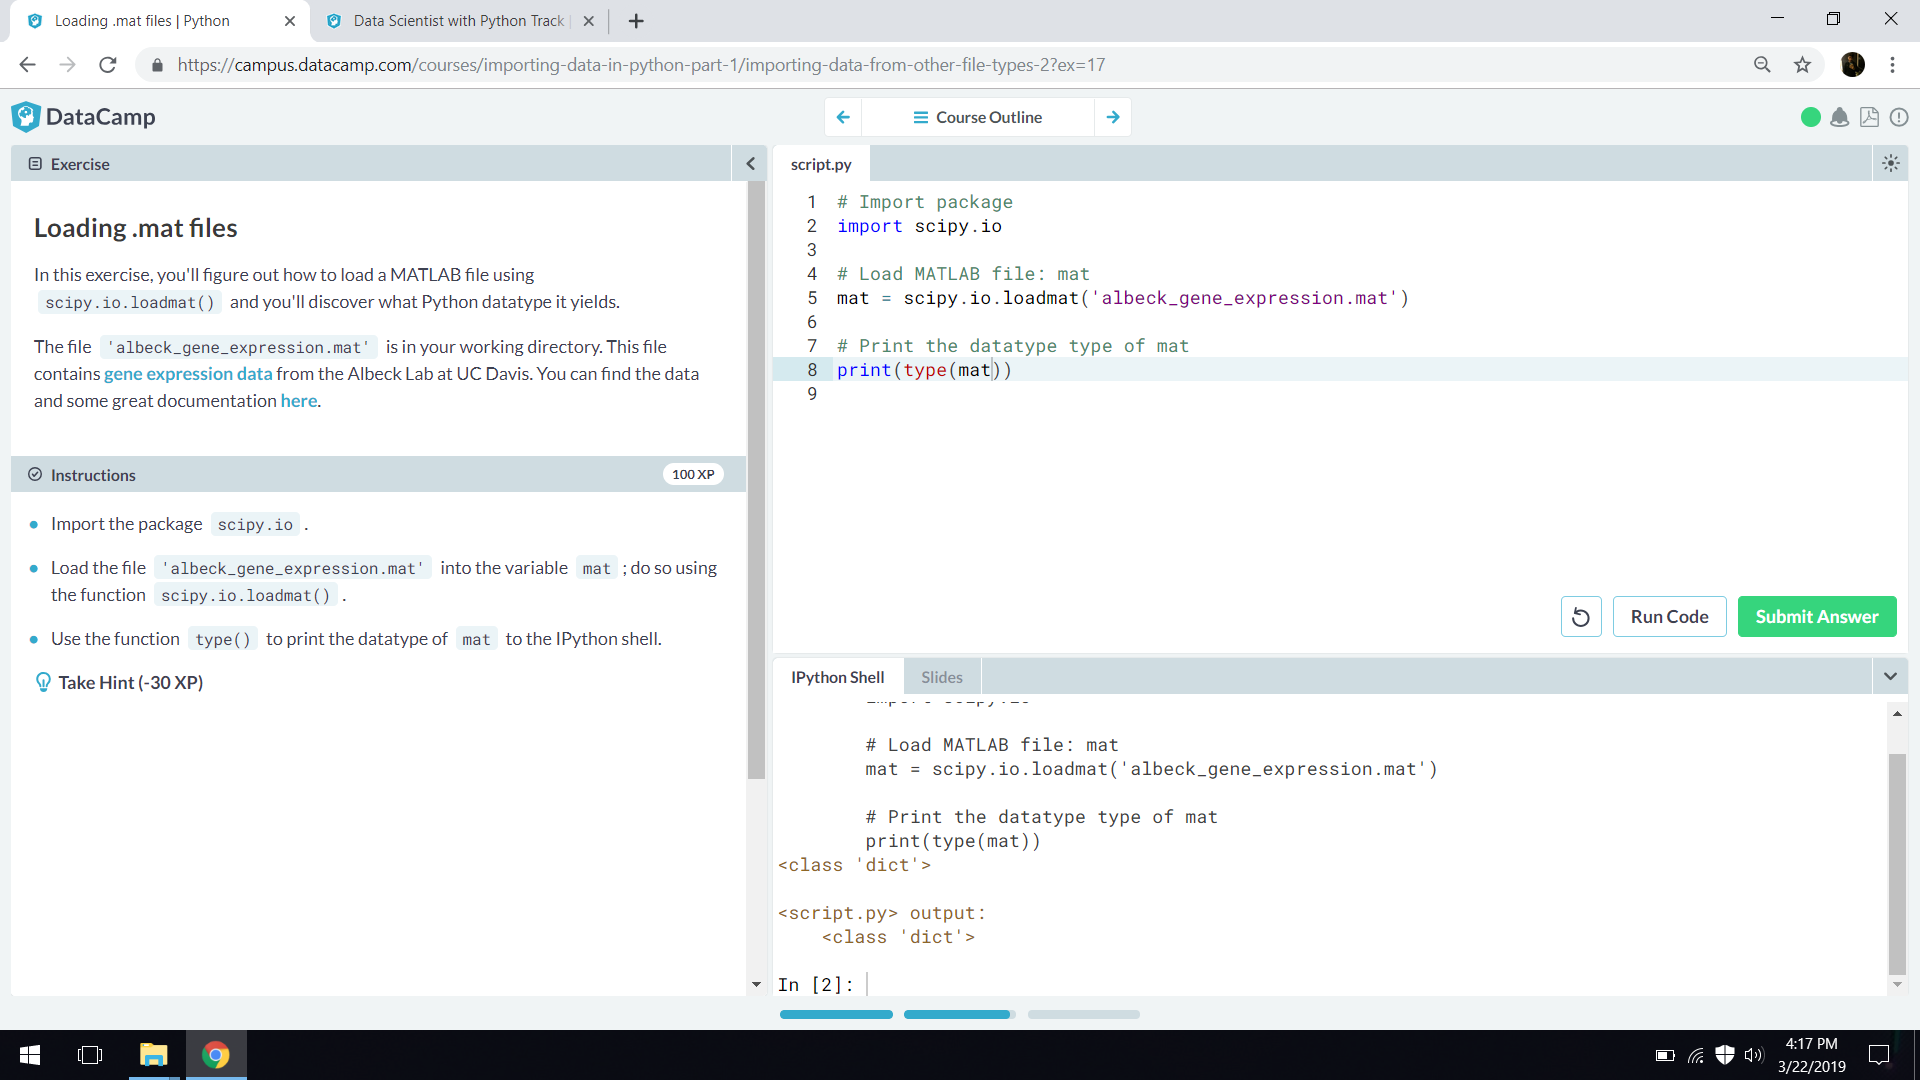 Loading .mat files | Python
Data Scientist with Python Track
https://campus.datacamp.com/courses/importing-data-in-python-part-1/importing-data-from-other-file-types-2?ex=17
DataCamp
Course Outline
Exercise
Loading .mat files
In this exercise, you'll figure out how to load a MATLAB file using
scipy.io.loadmat() and you'll discover what Python datatype it yields.
The file 'albeck_gene_expression.mat' is in your working directory. This file
contains gene expression data from the Albeck Lab at UC Davis. You can find the data
and some great documentation here.
Instructions
100 XP
Import the package scipy.io .
Load the file 'albeck_gene_expression.mat' into the variable mat ; do so using
the function scipy.io.loadmat() .
Use the function type() to print the datatype of mat to the IPython shell.
Take Hint (-30 XP)
script.py
1 # Import package
2 import scipy.io
3
4 # Load MATLAB file: mat
5 mat = scipy.io.loadmat('albeck_gene_expression.mat')
6
7 # Print the datatype type of mat
8 print(type(mat))
9
Run Code
Submit Answer
IPython Shell
Slides
import scipy.io
# Load MATLAB file: mat
mat = scipy.io.loadmat('albeck_gene_expression.mat')
# Print the datatype type of mat
print(type(mat))
<class 'dict'>
<script.py> output:
<class 'dict'>
In [2]:
4:17 PM
3/22/2019